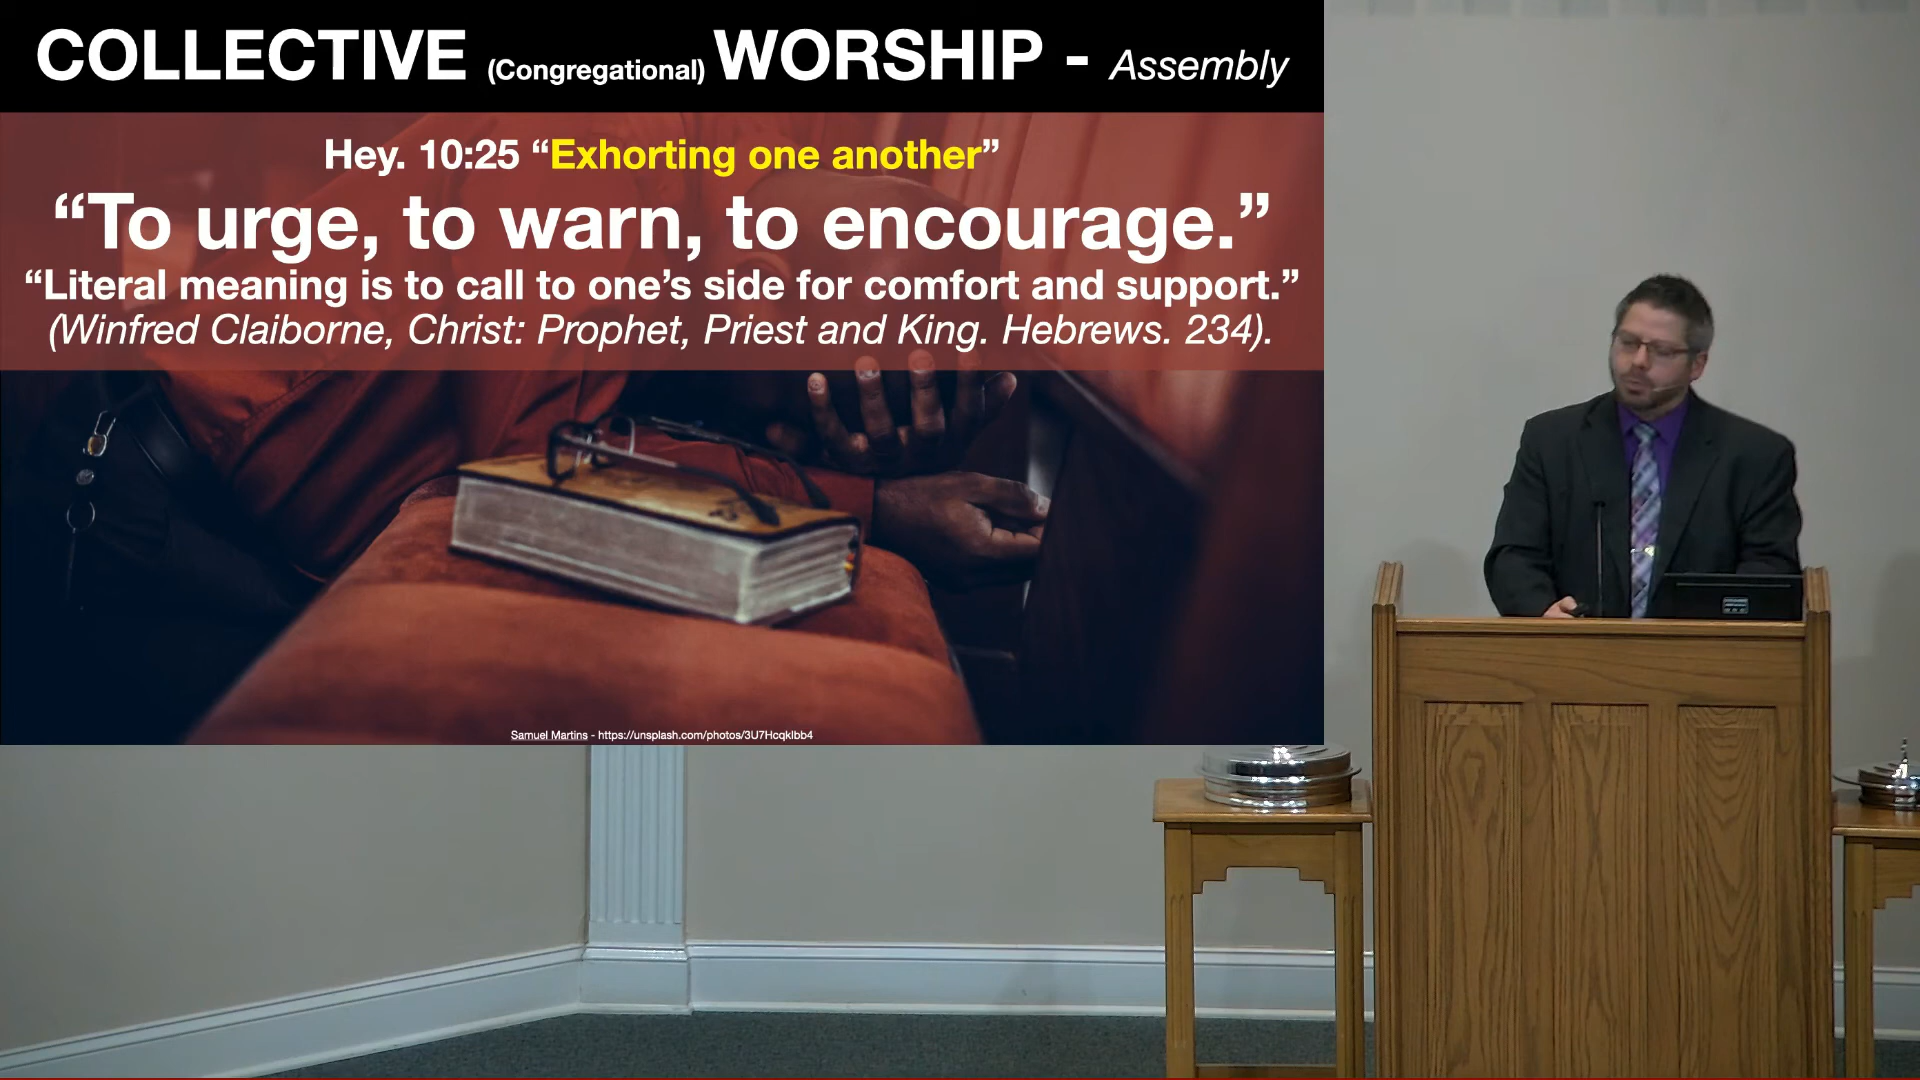 COLLECTIVE (Congregational) WORSHIP - Assembly
Hey. 10:25 “Exhorting one another”
“To urge, to warn, to encourage.”
“Literal meaning is to call to one’s side for comfort and support.”
(Winfred Claiborne, Christ: Prophet, Priest and King. Hebrews. 234).
Samuel Martins - https://unsplash.com/photos/3U7Hcqklbb4